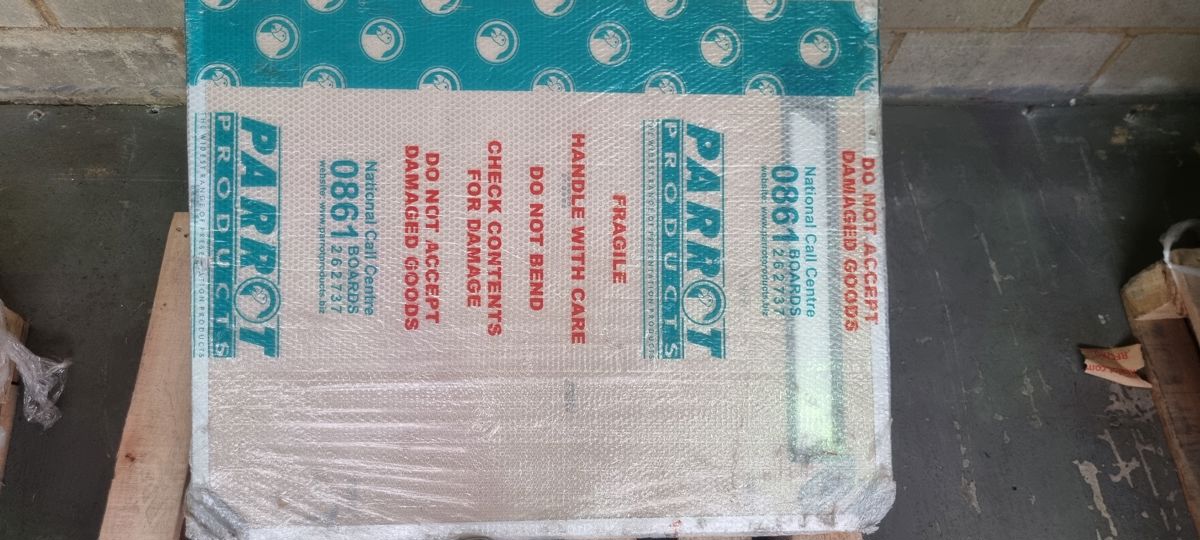 DO NOT ACCEPT
DAMAGED GOODS
National Call Centre
0861 BOARDS
262737
website: www.parrotproducts.biz
PARROT
PRODUCTS
THE WIDEST RANGE OF PRESENTATION PRODUCTS
FRAGILE
HANDLE WITH CARE
DO NOT BEND
CHECK CONTENTS
FOR DAMAGE
DO NOT ACCEPT
DAMAGED GOODS
National Call Centre
0861 BOARDS
262737
website: www.parrotproducts.biz
PARROT
PRODUCTS
THE WIDEST RANGE OF PRESENTATION PRODUCTS